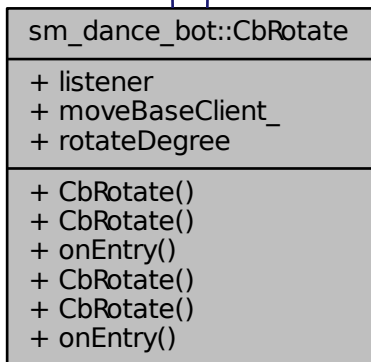 sm_dance_bot::CbRotate
+ listener
+ moveBaseClient_
+ rotateDegree
+ CbRotate()
+ CbRotate()
+ onEntry()
+ CbRotate()
+ CbRotate()
+ onEntry()